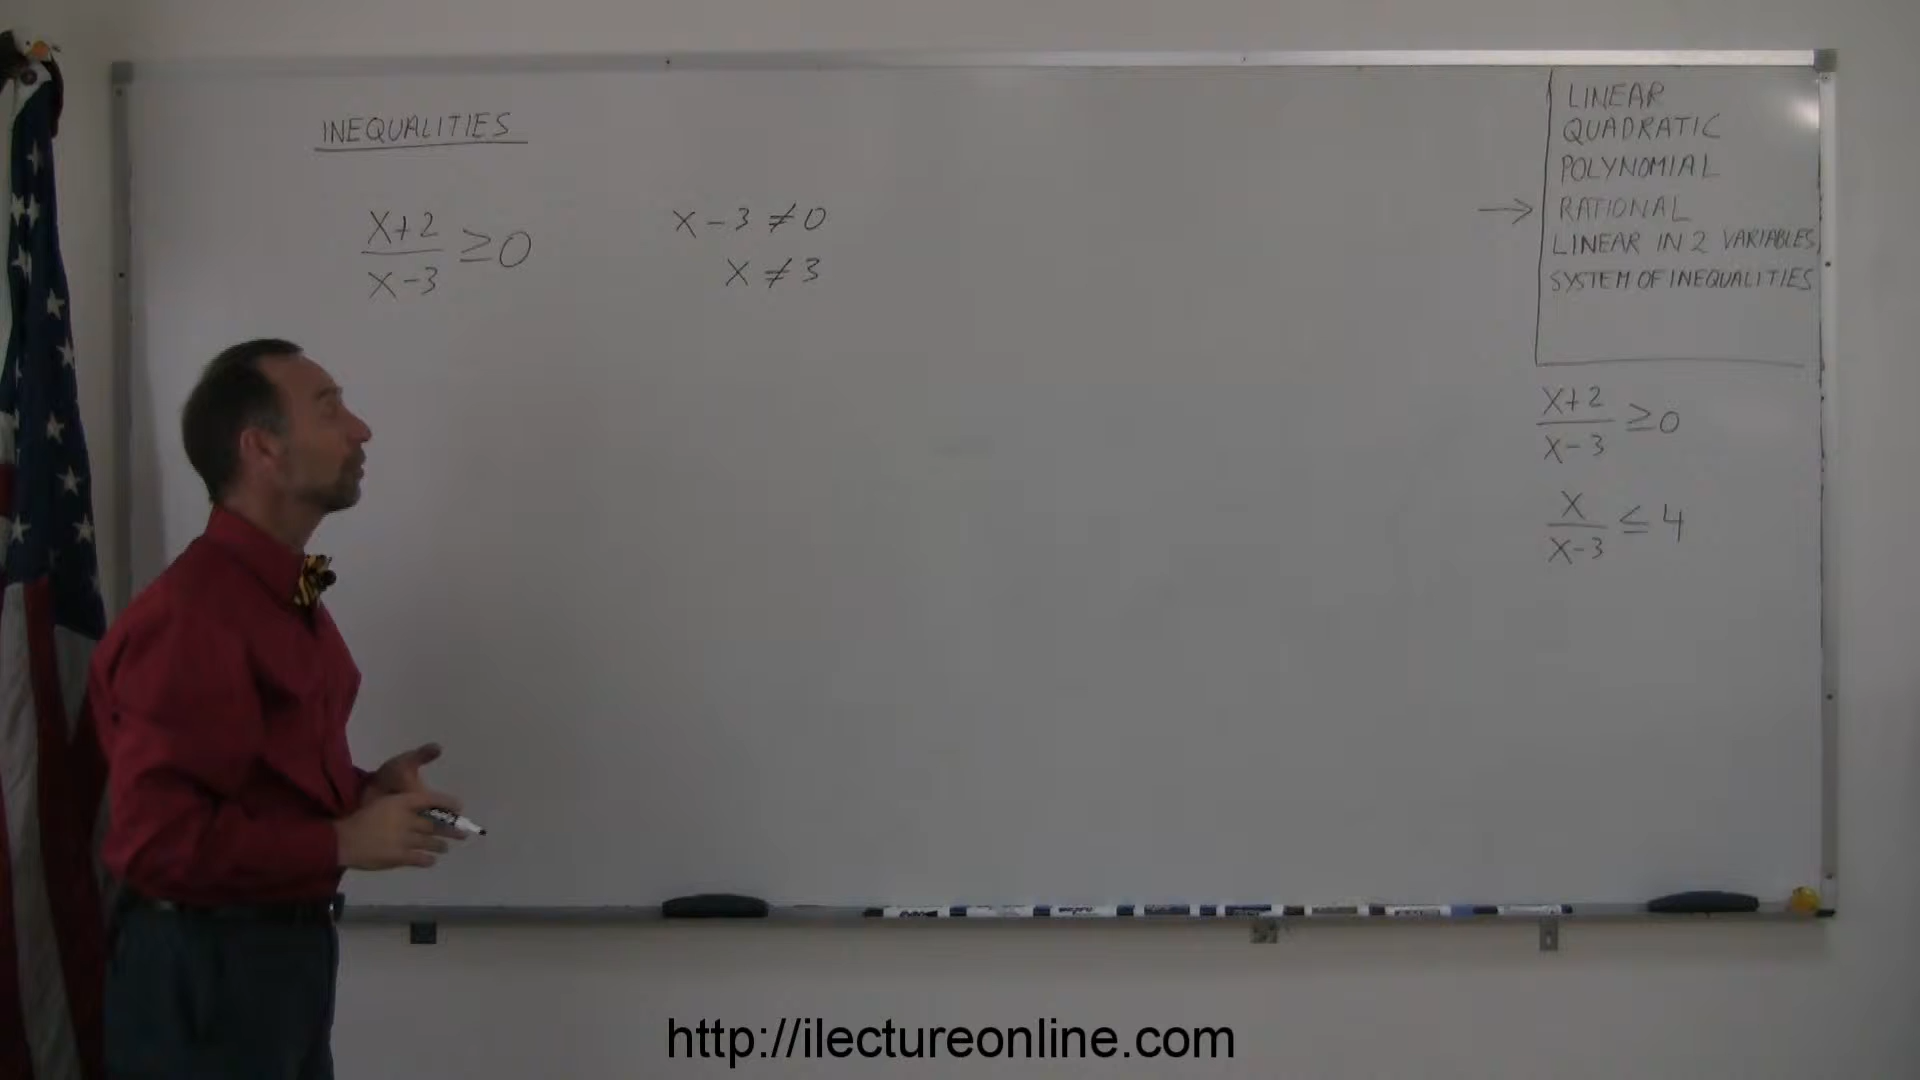 INEQUALITIES
x+2
x-3 ≥0
x-3≠0
x≠3
LINEAR
QUADRATIC
POLYNOMIAL
→ RATIONAL
LINEAR IN 2 VARIABLES
SYSTEM OF INEQUALITIES
x+2
x-3 ≥0
x
x-3 ≤4
http://ilectureonline.com